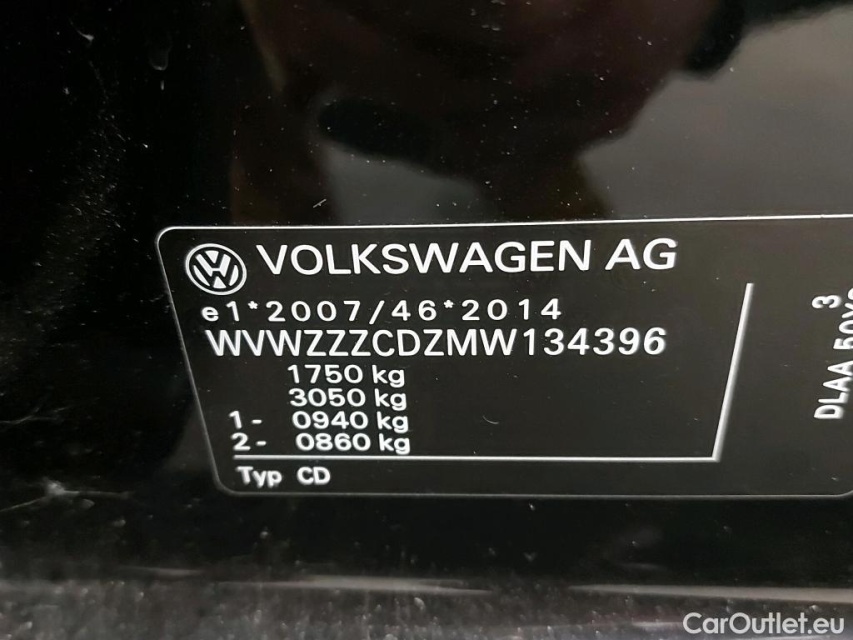 VOLKSWAGEN AG
e1*2007/46*2014
WVWZZZCDZMW134396
1750 kg
3050 kg
1- 0940 kg
2- 0860 kg
Typ CD
3
DLAA
CarOutlet.eu